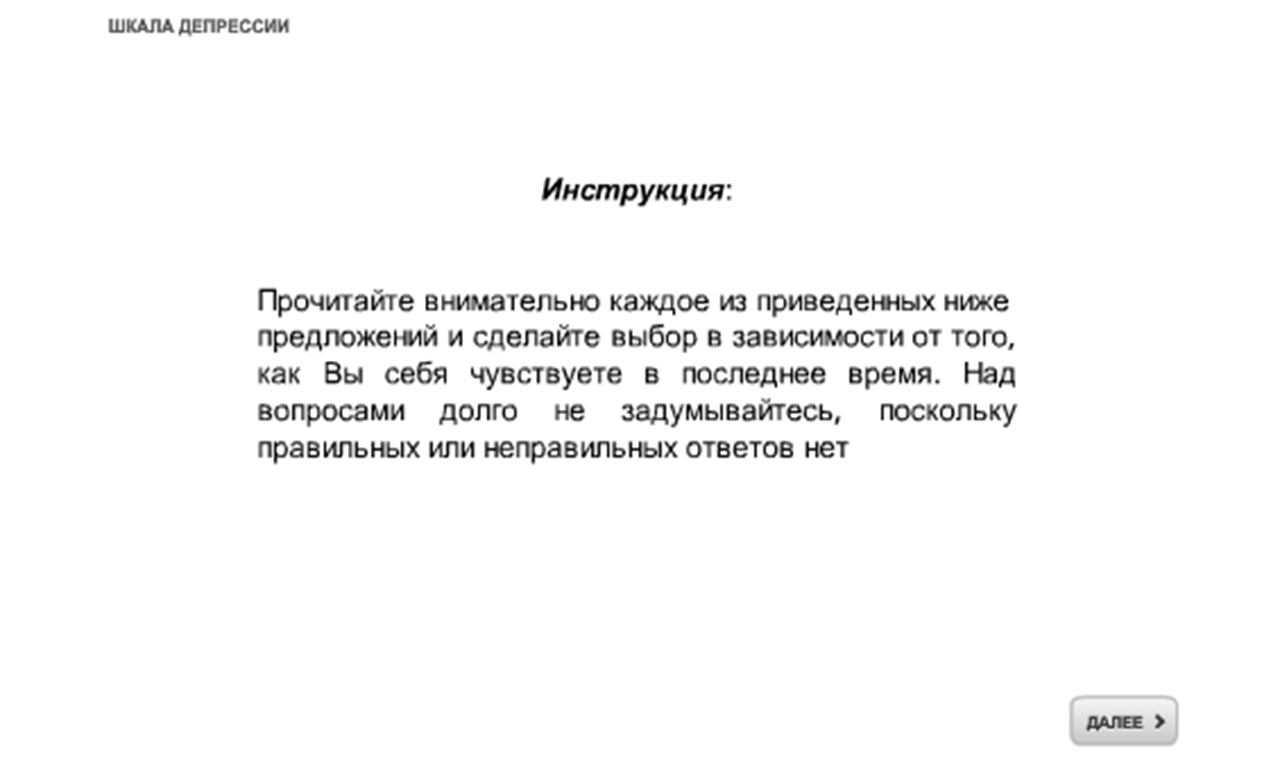 ШКАЛА ДЕПРЕССИИ
Инструкция:
Прочитайте внимательно каждое из приведенных ниже
предложений и сделайте выбор в зависимости от того,
как Вы себя чувствуете в последнее время. Над
вопросами долго не задумывайтесь, поскольку
правильных или неправильных ответов нет
ДАЛЕЕ >